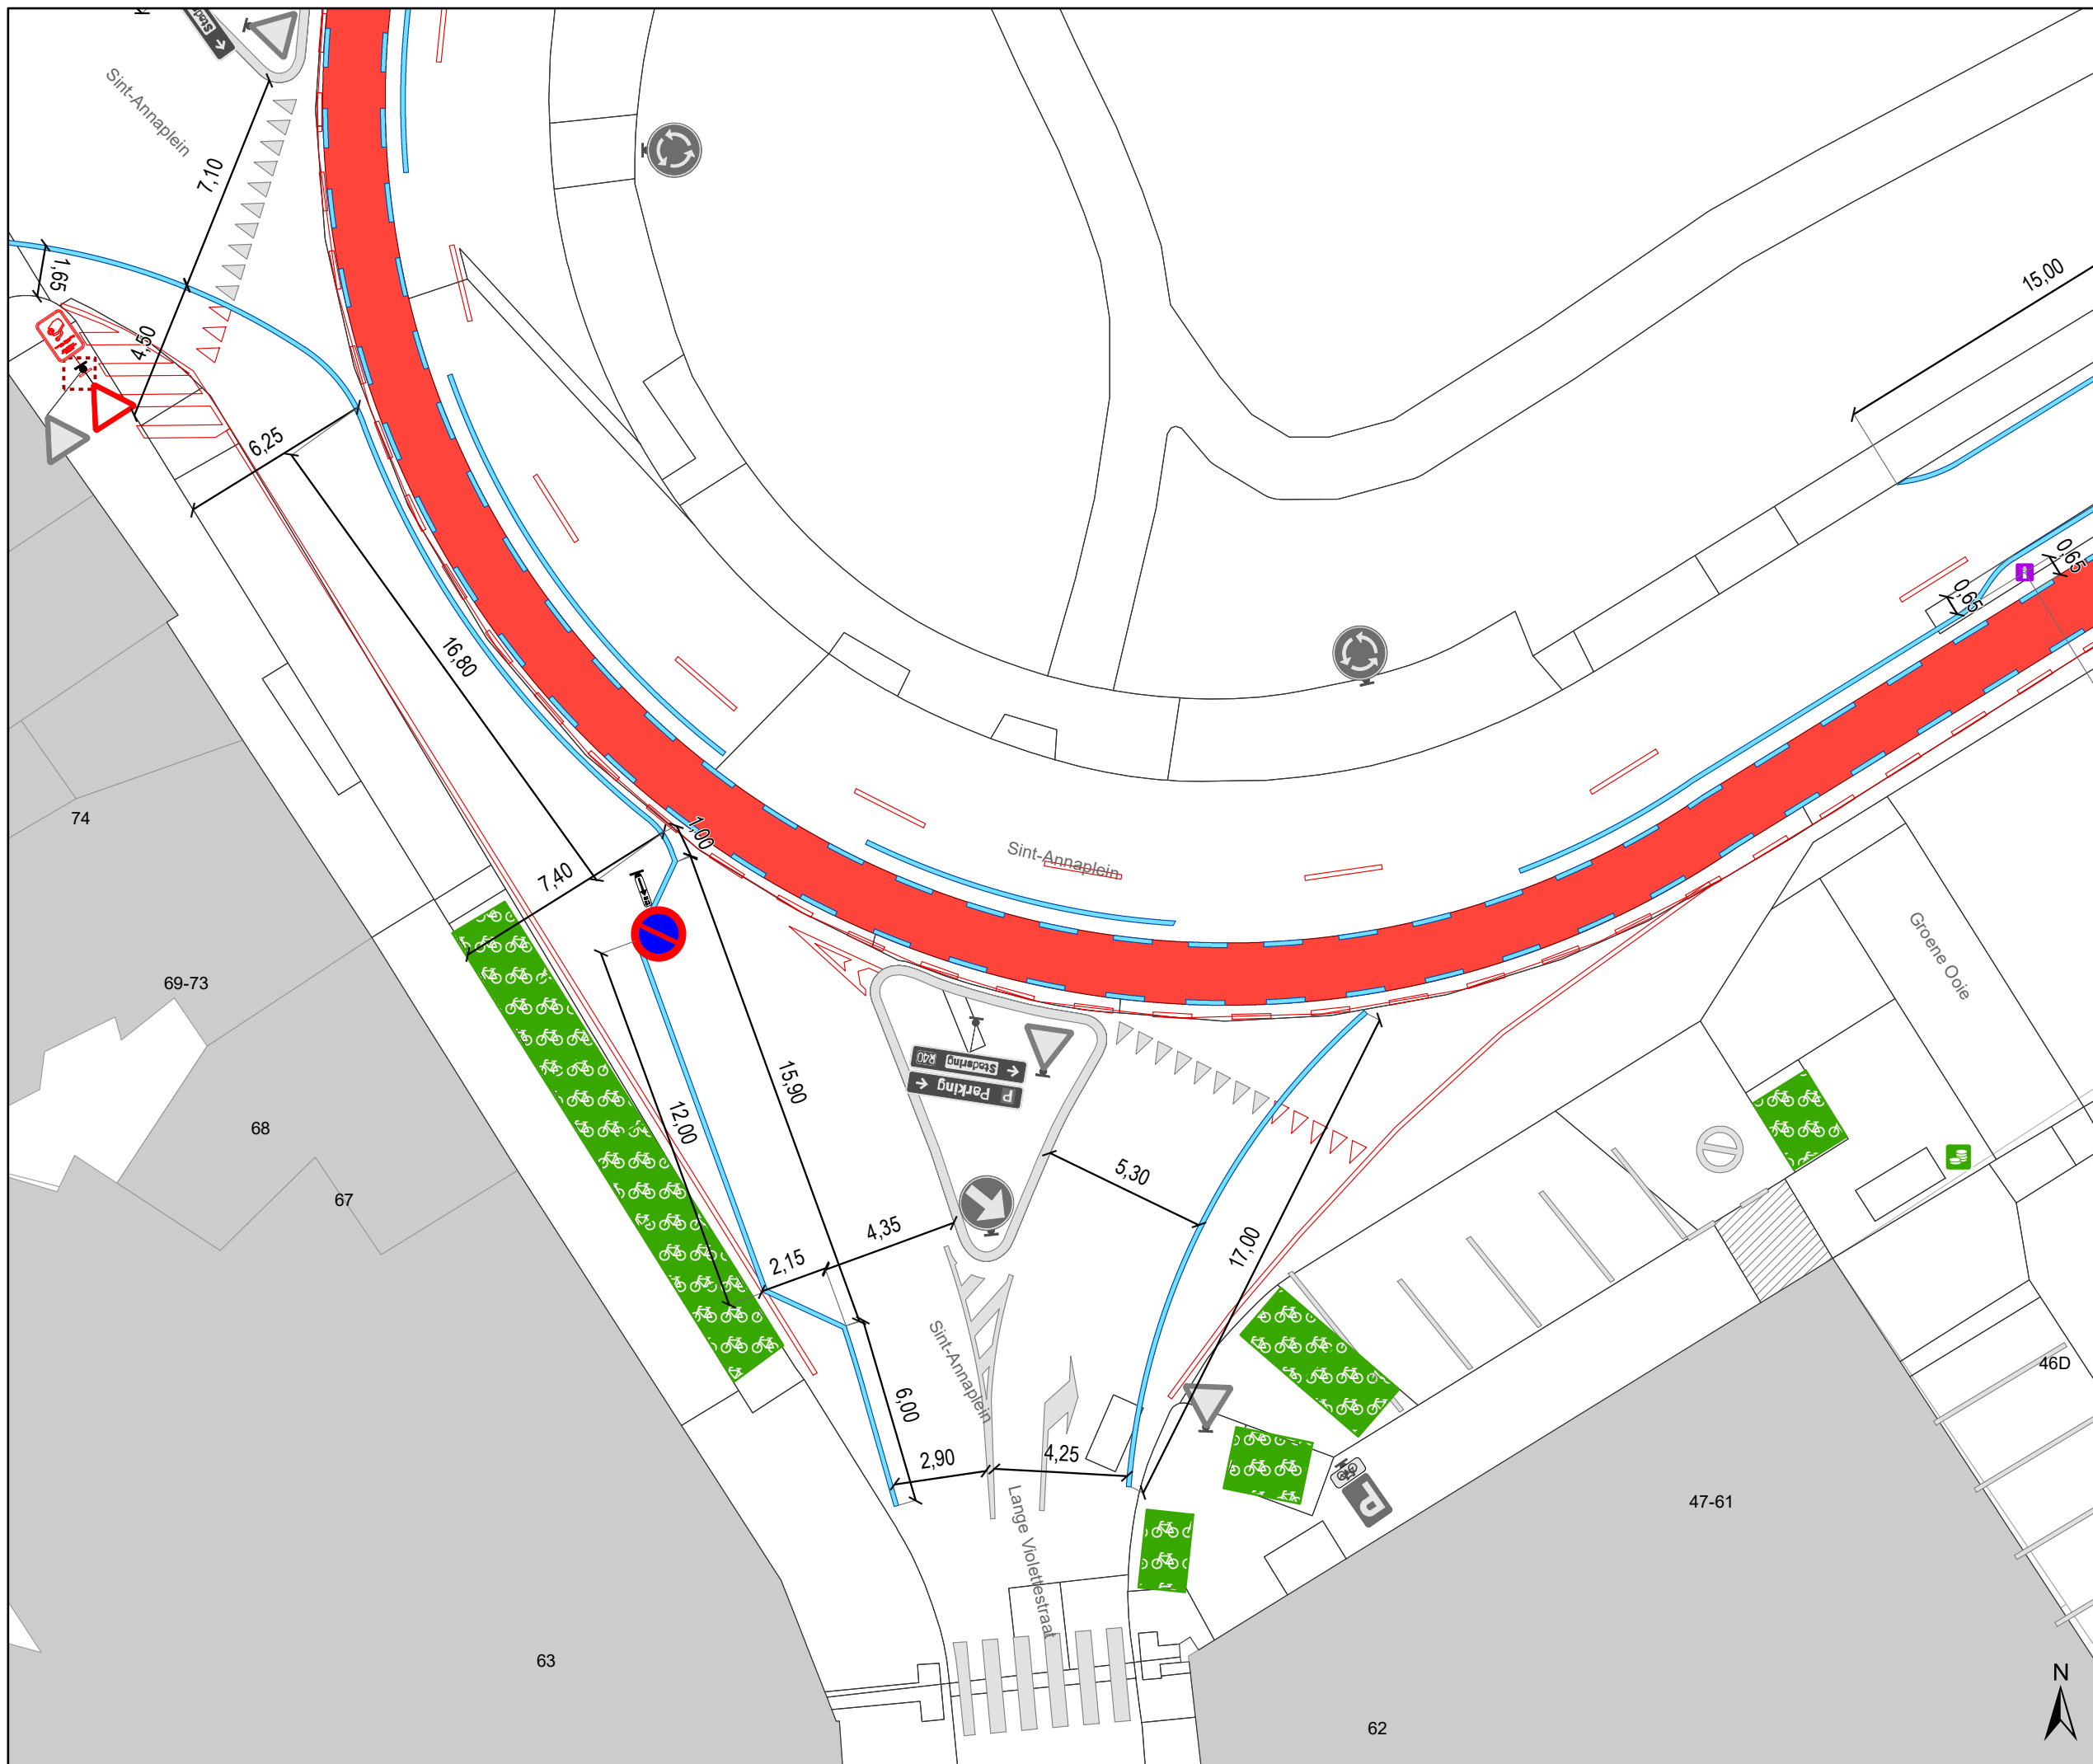 Stadsring
K
Sint-Annaplein
7,10
1,65
4,50
6,25
15,00
0,65
0,65
16,80
74
1,00
7,40
Sint-Annaplein
Groene Ooie
69-73
R40 Stadsring
P Parking
15,90
12,00
68
67
5,30
4,35
2,15
17,00
Sint-Annaplein
46D
6,00
2,90
4,25
Lange Violettestraat
P
47-61
63
62
N